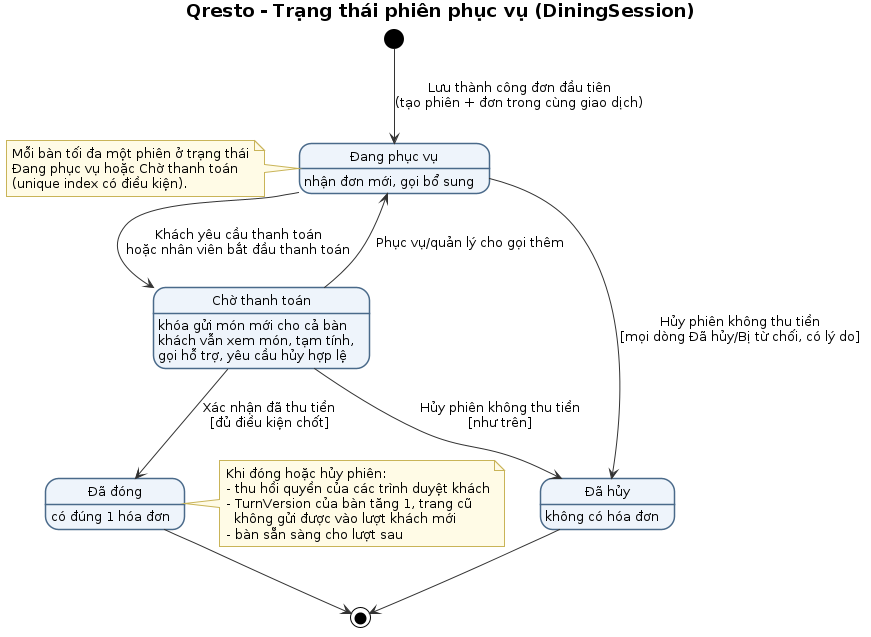 Qresto - Trạng thái phiên phục vụ (DiningSession)
Lưu thành công đơn đầu tiên
(tạo phiên + đơn trong cùng giao dịch)
Mỗi bàn tối đa một phiên ở trạng thái
Đang phục vụ hoặc Chờ thanh toán
(unique index có điều kiện).
Đang phục vụ
nhận đơn mới, gọi bổ sung
Khách yêu cầu thanh toán
hoặc nhân viên bắt đầu thanh toán
Phục vụ/quản lý cho gọi thêm
Chờ thanh toán
khóa gửi món mới cho cả bàn
khách vẫn xem món, tạm tính,
gọi hỗ trợ, yêu cầu hủy hợp lệ
Hủy phiên không thu tiền
[mọi dòng Đã hủy/Bị từ chối, có lý do]
Xác nhận đã thu tiền
[đủ điều kiện chốt]
Hủy phiên không thu tiền
[như trên]
Đã đóng
có đúng 1 hóa đơn
Khi đóng hoặc hủy phiên:
- thu hồi quyền của các trình duyệt khách
- TurnVersion của bàn tăng 1, trang cũ
không gửi được vào lượt khách mới
- bàn sẵn sàng cho lượt sau
Đã hủy
không có hóa đơn